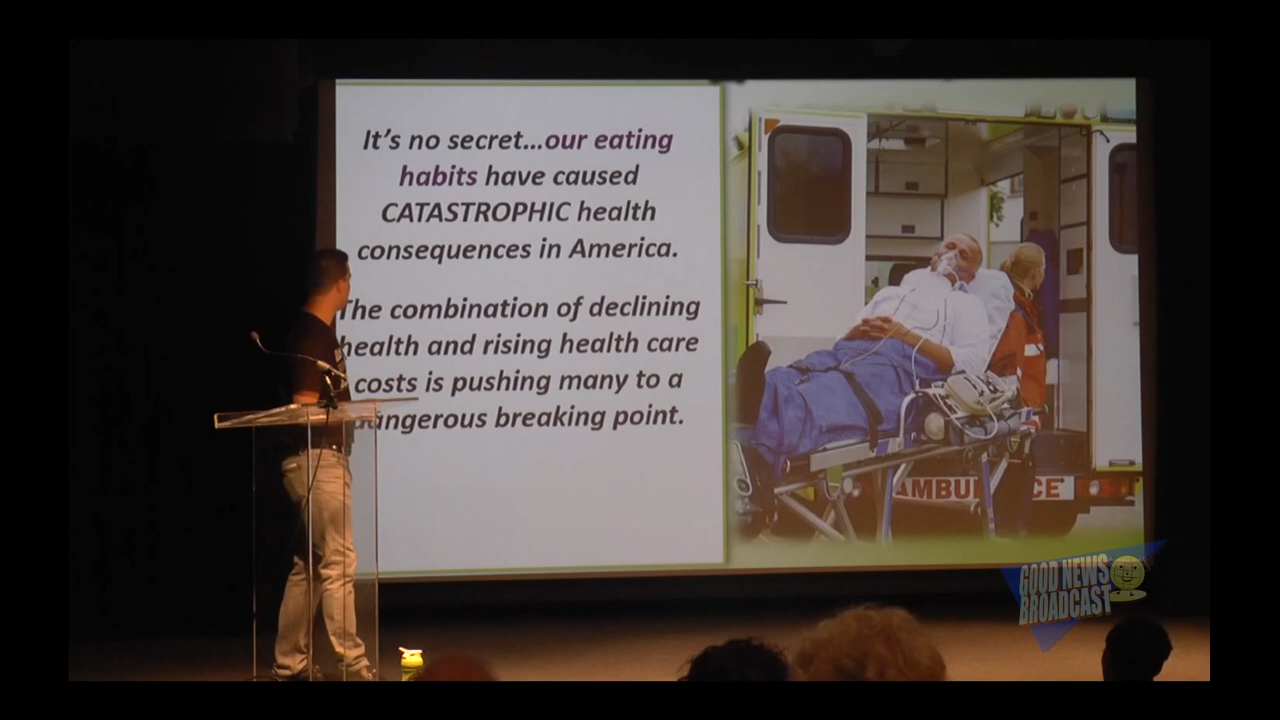 It's no secret...our eating
habits have caused
CATASTROPHIC health
consequences in America.
The combination of declining
health and rising health care
costs is pushing many to a
dangerous breaking point.
AMBU CE
GOOD NEWS
BROADCAST